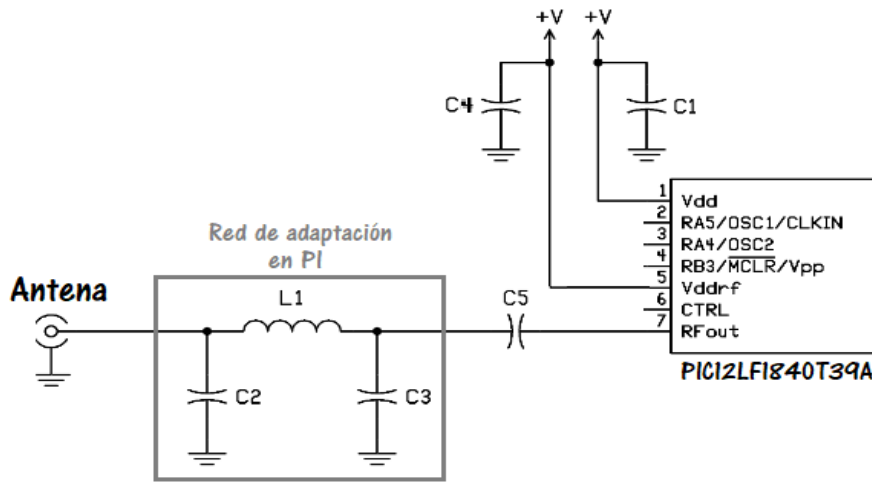 +V +V
C4
C1
1 Vdd
2 RA5/OSC1/CLKIN
3 RA4/OSC2
4 RB3/MCLR/Vpp
5 Vddrf
6 CTRL
7 RFout
PIC12LF1840T39A
Red de adaptación
en PI
Antena
L1
C5
C2
C3